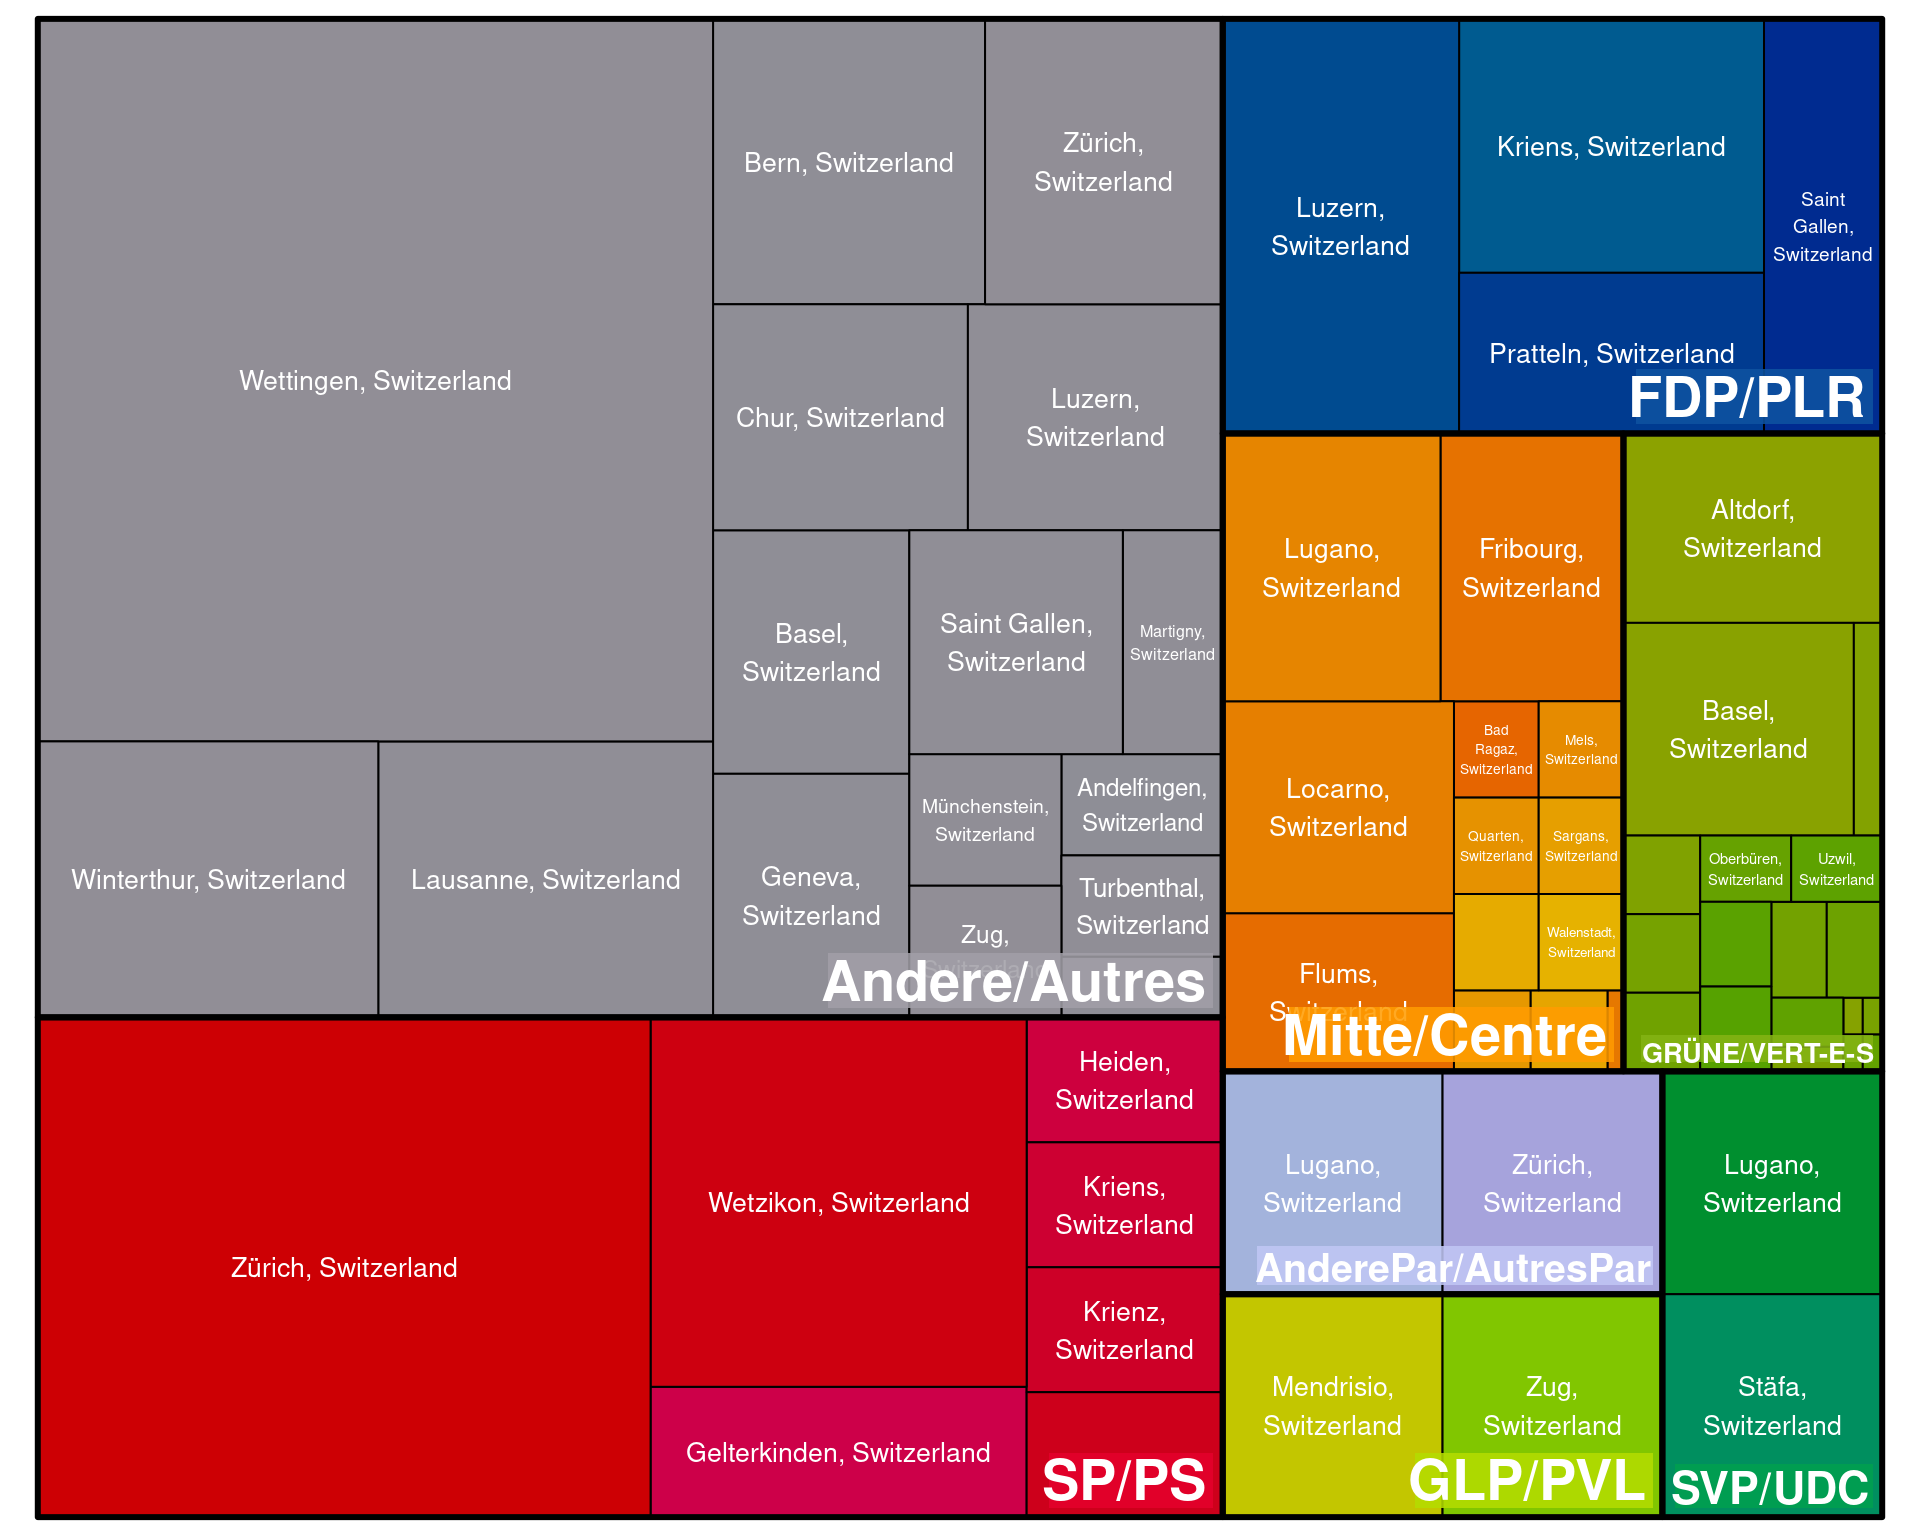 Wettingen, Switzerland
Bern, Switzerland
Zürich,
Switzerland
Chur, Switzerland
Luzern,
Switzerland
Winterthur, Switzerland
Lausanne, Switzerland
Basel,
Switzerland
Saint Gallen,
Switzerland
Martigny,
Switzerland
Geneva,
Switzerland
Münchenstein,
Switzerland
Andelfingen,
Switzerland
Turbenthal,
Switzerland
Zug,
Switzerland
Andere/Autres
Luzern,
Switzerland
Kriens, Switzerland
Pratteln, Switzerland
Saint
Gallen,
Switzerland
FDP/PLR
Lugano,
Switzerland
Fribourg,
Switzerland
Locarno,
Switzerland
Bad
Ragaz,
Switzerland
Mels,
Switzerland
Quarten,
Switzerland
Sargans,
Switzerland
Walenstadt,
Switzerland
Flums,
Switzerland
Mitte/Centre
Altdorf,
Switzerland
Basel,
Switzerland
Oberbüren,
Switzerland
Uzwil,
Switzerland
GRÜNE/VERT-E-S
Zürich, Switzerland
Wetzikon, Switzerland
Gelterkinden, Switzerland
Heiden,
Switzerland
Kriens,
Switzerland
Krienz,
Switzerland
SP/PS
Lugano,
Switzerland
Zürich,
Switzerland
AnderePar/AutresPar
Mendrisio,
Switzerland
Zug,
Switzerland
GLP/PVL
Lugano,
Switzerland
Stäfa,
Switzerland
SVP/UDC